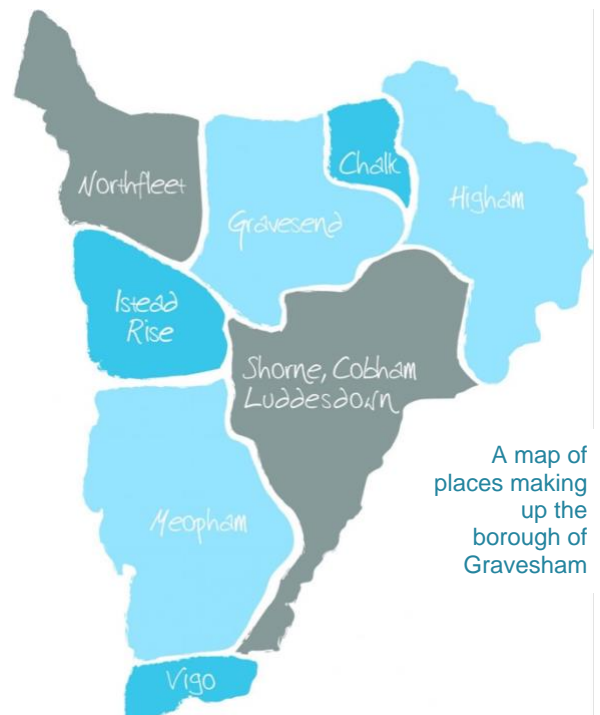 Northfleet
Gravesend
Chalk
Higham
Istead
Rise
Shorne, Cobham
Luddesdown
Meopham
Vigo
A map of
places making
up the
borough of
Gravesham